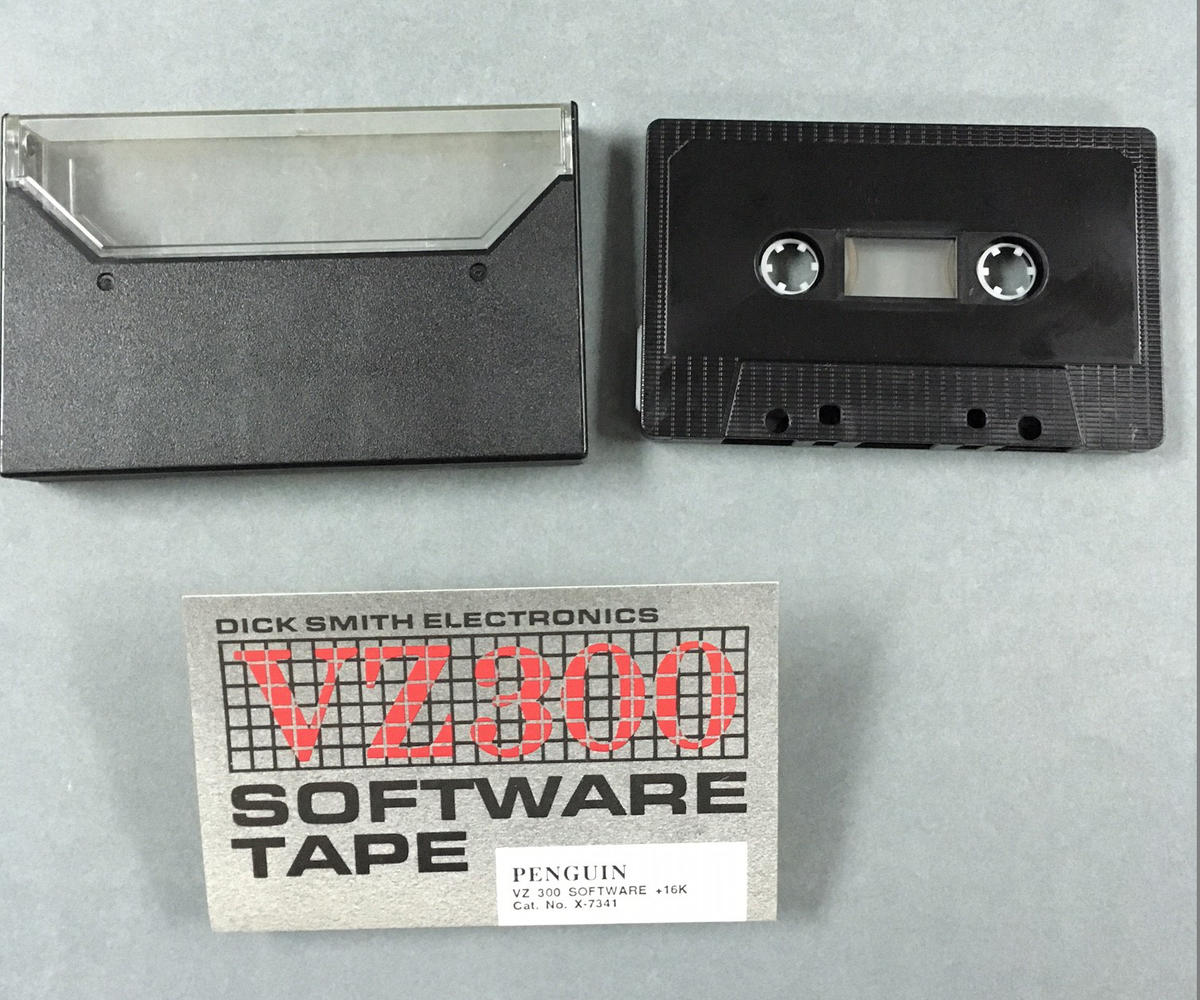 DICK SMITH ELECTRONICS
VZ300
SOFTWARE
TAPE
PENGUIN
VZ 300 SOFTWARE +16K
Cat. No. X-7341